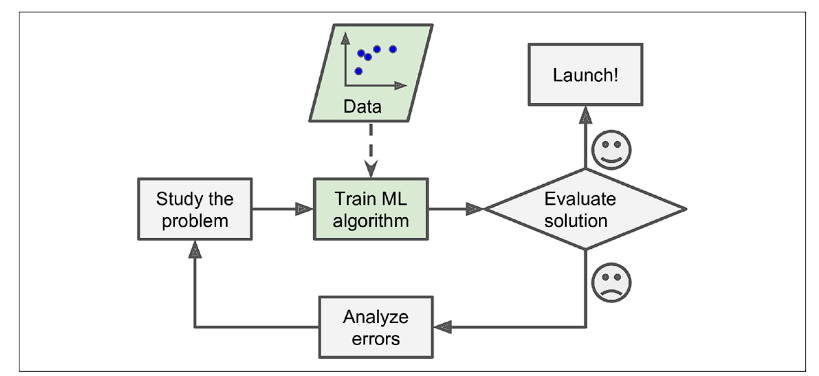 Data
Launch!
Study the
problem
Train ML
algorithm
Evaluate
solution
Analyze
errors